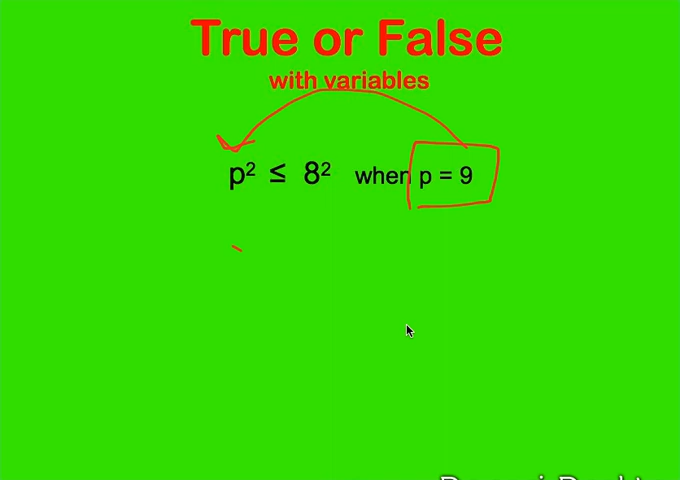 True or False
with variables
p² ≤ 8² when p = 9